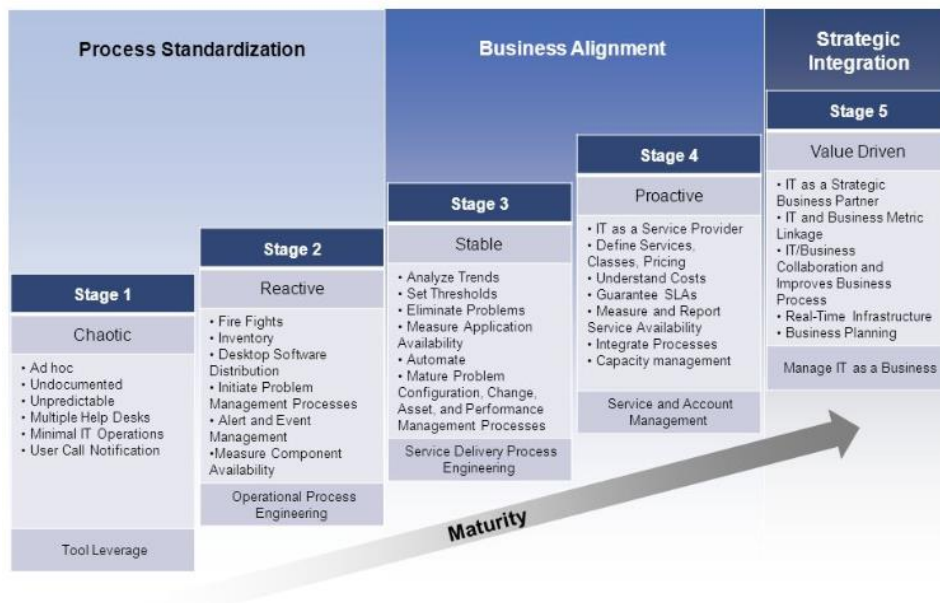 Process Standardization
Business Alignment
Strategic
Integration
Stage 1
Chaotic
• Ad hoc
• Undocumented
• Unpredictable
• Multiple Help Desks
• Minimal IT Operations
• User Call Notification
Tool Leverage
Stage 2
Reactive
• Fire Fights
• Inventory
• Desktop Software
Distribution
• Initiate Problem
Management Processes
• Alert and Event
Management
•Measure Component
Availability
Operational Process
Engineering
Stage 3
Stable
• Analyze Trends
• Set Thresholds
• Eliminate Problems
• Measure Application
Availability
• Automate
• Mature Problem
Configuration, Change,
Asset, and Performance
Management Processes
Service Delivery Process
Engineering
Stage 4
Proactive
• IT as a Service Provider
• Define Services,
Classes, Pricing
• Understand Costs
• Guarantee SLAs
• Measure and Report
Service Availability
• Integrate Processes
• Capacity management
Service and Account
Management
Stage 5
Value Driven
• IT as a Strategic
Business Partner
• IT and Business Metric
Linkage
• IT/Business
Collaboration and
Improves Business
Process
• Real-Time Infrastructure
• Business Planning
Manage IT as a Business
Maturity